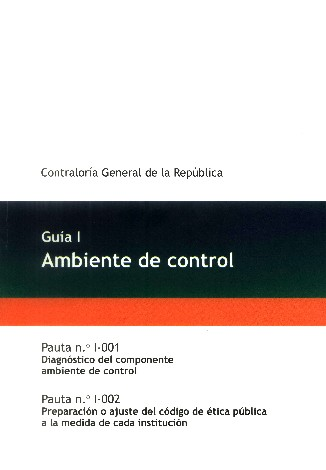 Contraloría General de la República
Guía I
Ambiente de control
Pauta n.º I-001
Diagnóstico del componente
ambiente de control
Pauta n.º I-002
Preparación o ajuste del código de ética pública
a la medida de cada institución